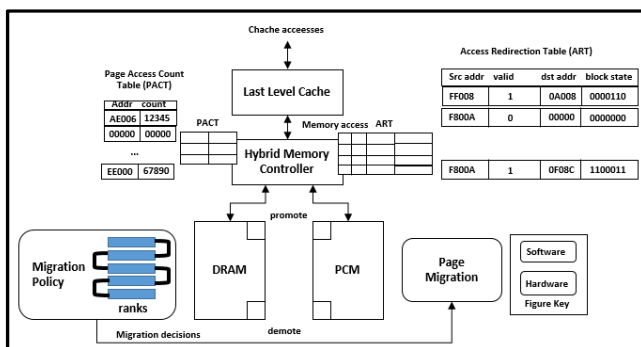 Chache acceesses
Page Access Count
Table (PACT)
Access Redirection Table (ART)
Addr count
AE006 12345
00000 00000
...
EE000 67890
Last Level Cache
Src addr valid dst addr block state
FF008 1 0A008 0000110
F800A 0 00000 0000000
F800A 1 0F08C 1100011
PACT
Memory access ART
Hybrid Memory
Controller
promote
Migration
Policy
ranks
DRAM
PCM
Page
Migration
Software
Hardware
Figure Key
Migration decisions
demote